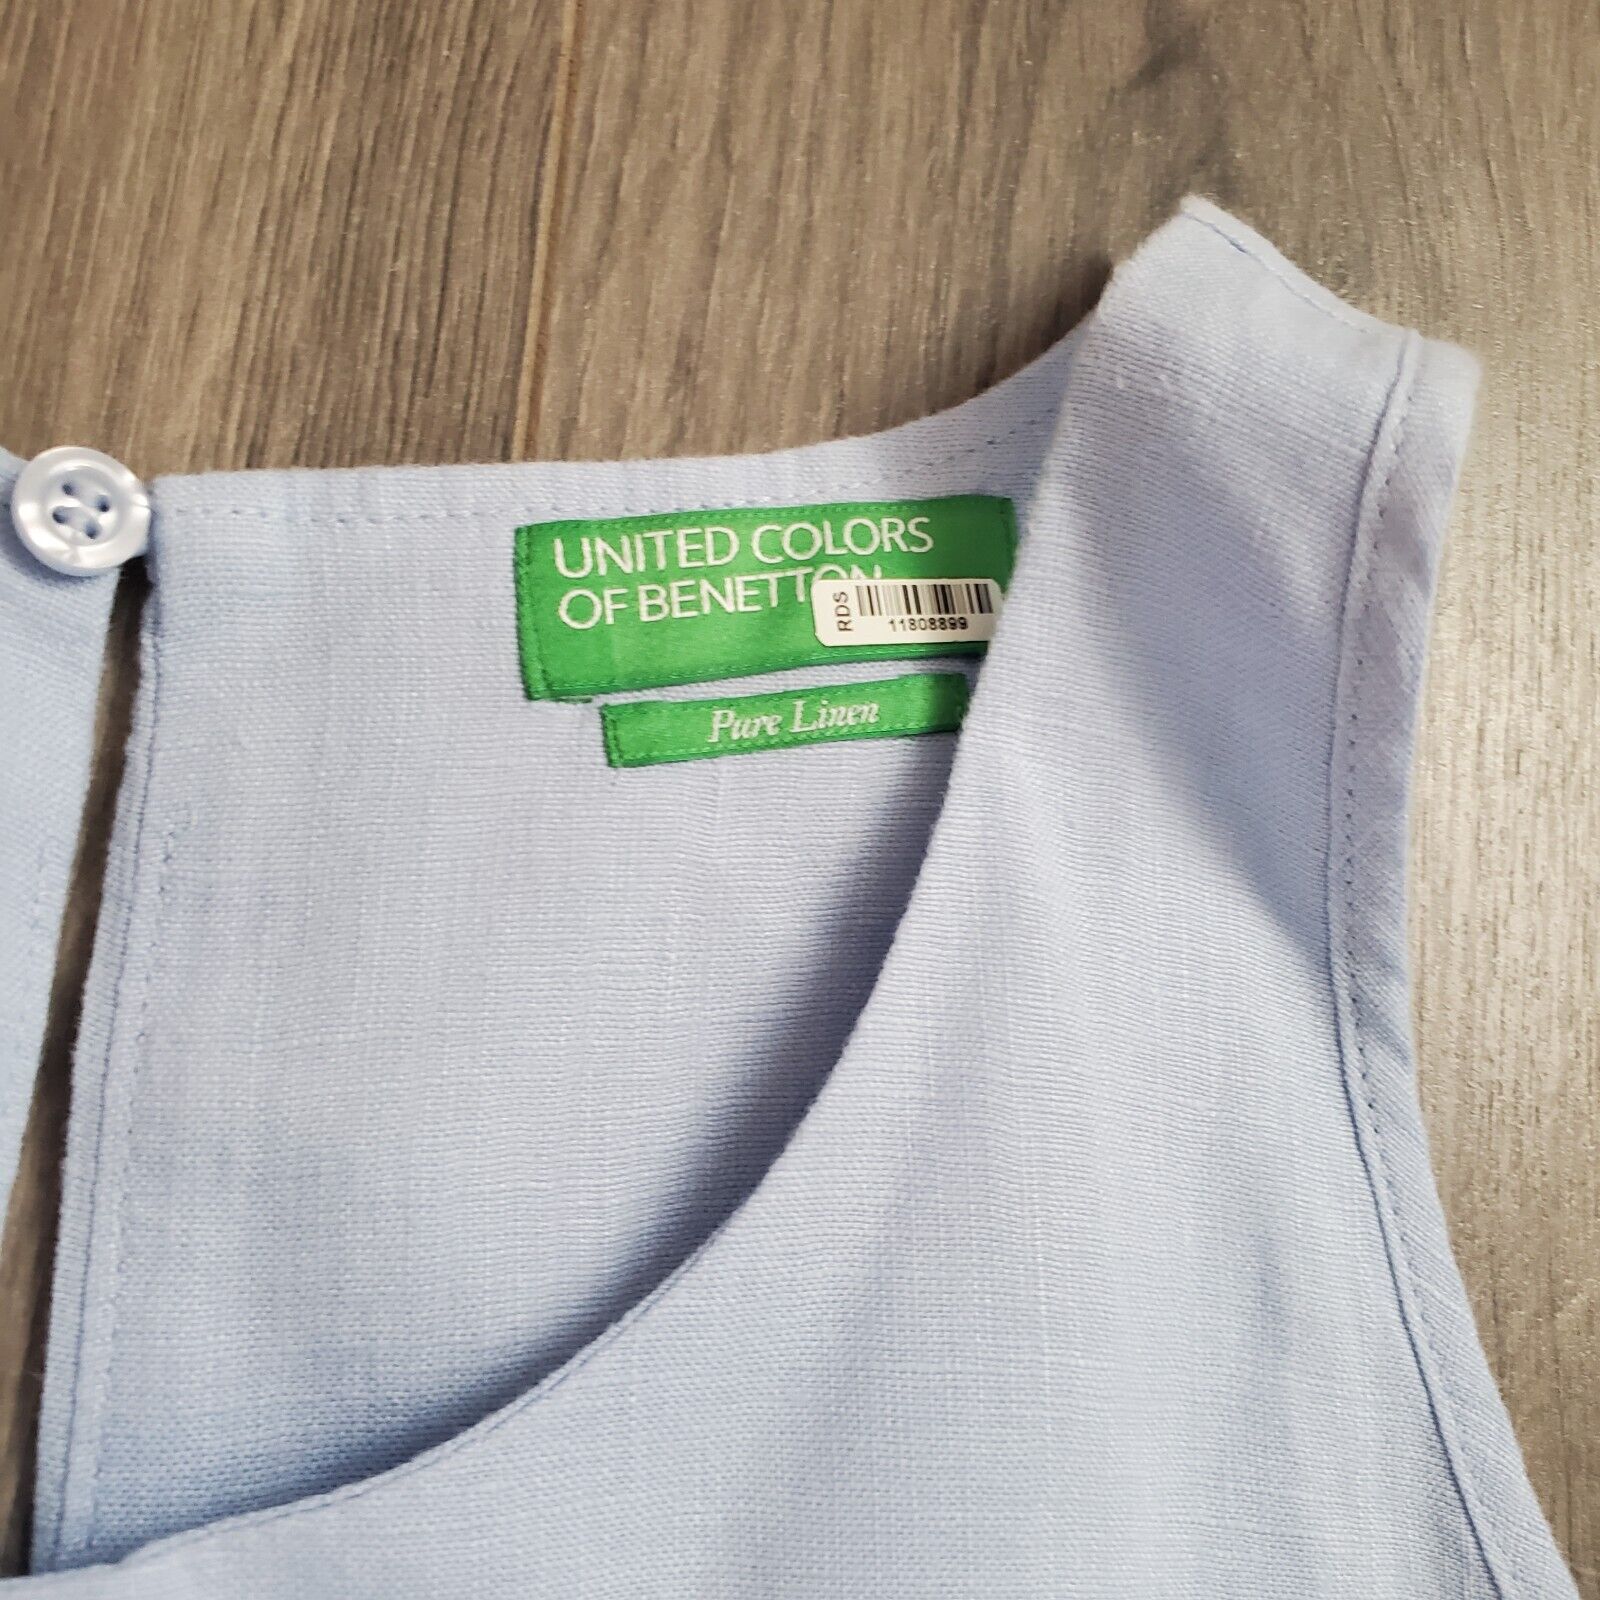 UNITED COLORS
OF BENETTON
RDS
11808899
Pure Linen